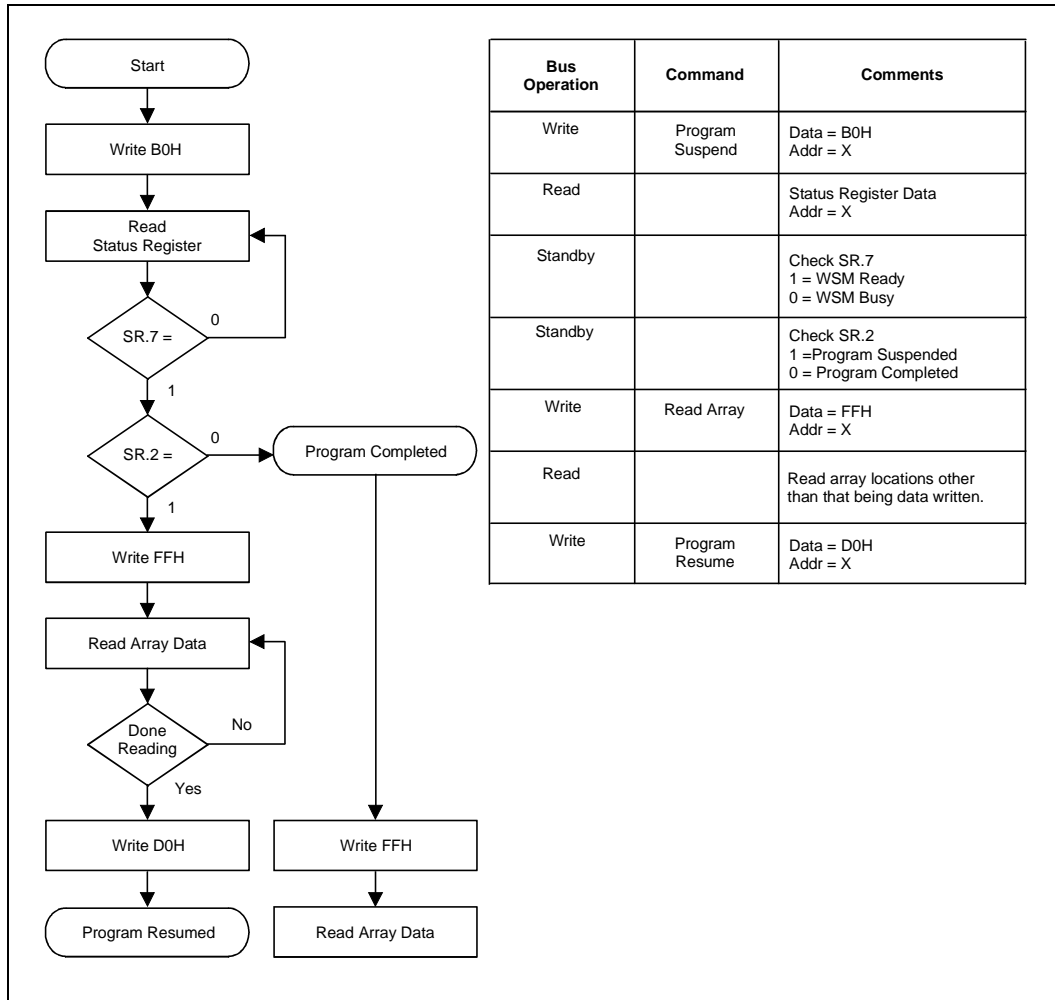 Start
Write B0H
Read
Status Register
0
SR.7 =
1
0
SR.2 =
Program Completed
1
Write FFH
Read Array Data
Done
Reading
No
Yes
Write D0H
Write FFH
Program Resumed
Read Array Data
Bus
Operation
Command
Comments
Write
Program
Suspend
Data = B0H
Addr = X
Read
Status Register Data
Addr = X
Standby
Check SR.7
1 = WSM Ready
0 = WSM Busy
Standby
Check SR.2
1 =Program Suspended
0 = Program Completed
Write
Read Array
Data = FFH
Addr = X
Read
Read array locations other
than that being data written.
Write
Program
Resume
Data = D0H
Addr = X